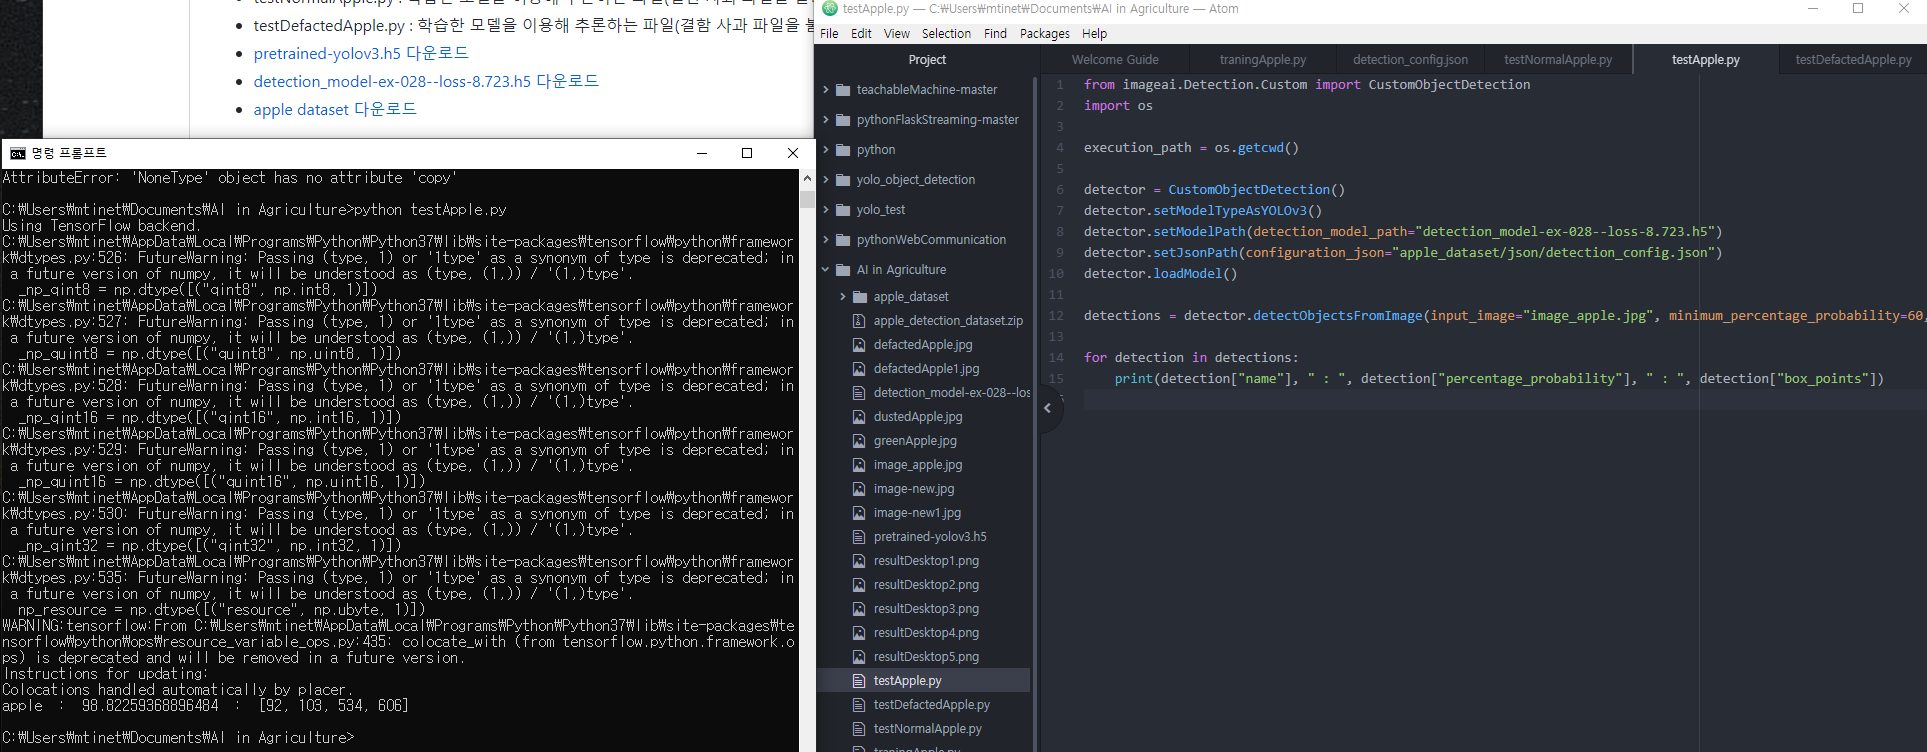 testDefactedApple.py : 학습한 모델을 이용해 추론하는 파일(결함 사과 파일을
pretrained-yolov3.h5 다운로드
detection_model-ex-028--loss-8.723.h5 다운로드
apple dataset 다운로드
명령 프롬프트
AttributeError: 'NoneType' object has no attribute 'copy'
C:₩Users₩mtinet₩Documents₩AI in Agriculture>python testApple.py
Using TensorFlow backend.
C:₩Users₩mtinet₩AppData₩Local₩Programs₩Python₩Python37₩lib₩site-packages₩tensorflow₩python₩framewor
k₩dtypes.py:526: FutureWarning: Passing (type, 1) or '1type' as a synonym of type is deprecated; in
a future version of numpy, it will be understood as (type, (1,)) / '(1,)type'.
_np_qint8 = np.dtype([("qint8", np.int8, 1)])
C:₩Users₩mtinet₩AppData₩Local₩Programs₩Python₩Python37₩lib₩site-packages₩tensorflow₩python₩framewor
k₩dtypes.py:527: FutureWarning: Passing (type, 1) or '1type' as a synonym of type is deprecated; in
a future version of numpy, it will be understood as (type, (1,)) / '(1,)type'.
_np_quint8 = np.dtype([("quint8", np.uint8, 1)])
C:₩Users₩mtinet₩AppData₩Local₩Programs₩Python₩Python37₩lib₩site-packages₩tensorflow₩python₩framewor
k₩dtypes.py:528: FutureWarning: Passing (type, 1) or '1type' as a synonym of type is deprecated; in
a future version of numpy, it will be understood as (type, (1,)) / '(1,)type'.
_np_qint16 = np.dtype([("qint16", np.int16, 1)])
C:₩Users₩mtinet₩AppData₩Local₩Programs₩Python₩Python37₩lib₩site-packages₩tensorflow₩python₩framewor
k₩dtypes.py:529: FutureWarning: Passing (type, 1) or '1type' as a synonym of type is deprecated; in
a future version of numpy, it will be understood as (type, (1,)) / '(1,)type'.
_np_quint16 = np.dtype([("quint16", np.uint16, 1)])
C:₩Users₩mtinet₩AppData₩Local₩Programs₩Python₩Python37₩lib₩site-packages₩tensorflow₩python₩framewor
k₩dtypes.py:530: FutureWarning: Passing (type, 1) or '1type' as a synonym of type is deprecated; in
a future version of numpy, it will be understood as (type, (1,)) / '(1,)type'.
_np_qint32 = np.dtype([("qint32", np.int32, 1)])
C:₩Users₩mtinet₩AppData₩Local₩Programs₩Python₩Python37₩lib₩site-packages₩tensorflow₩python₩framewor
k₩dtypes.py:535: FutureWarning: Passing (type, 1) or '1type' as a synonym of type is deprecated; in
a future version of numpy, it will be understood as (type, (1,)) / '(1,)type'.
np_resource = np.dtype([("resource", np.ubyte, 1)])
WARNING:tensorflow:From C:₩Users₩mtinet₩AppData₩Local₩Programs₩Python₩Python37₩lib₩site-packages₩te
nsorflow₩python₩ops₩resource_variable_ops.py:435: colocate_with (from tensorflow.python.framework.o
ps) is deprecated and will be removed in a future version.
Instructions for updating:
Colocations handled automatically by placer.
apple : 98.82259368896484 : [92, 103, 534, 606]
C:₩Users₩mtinet₩Documents₩AI in Agriculture>
testApple.py — C:₩Users₩mtinet₩Documents₩AI in Agriculture — Atom
File Edit View Selection Find Packages Help
Project
teachableMachine-master
pythonFlaskStreaming-master
python
yolo_object_detection
yolo_test
pythonWebCommunication
AI in Agriculture
apple_dataset
apple_detection_dataset.zip
defactedApple.jpg
defactedApple1.jpg
detection_model-ex-028--los
dustedApple.jpg
greenApple.jpg
image_apple.jpg
image-new.jpg
image-new1.jpg
pretrained-yolov3.h5
resultDesktop1.png
resultDesktop2.png
resultDesktop3.png
resultDesktop4.png
resultDesktop5.png
testApple.py
testDefactedApple.py
testNormalApple.py
traningApple.py
Welcome Guide traningApple.py detection_config.json testNormalApple.py testApple.py testDefactedApple.py
1 from imageai.Detection.Custom import CustomObjectDetection
2 import os
3
4 execution_path = os.getcwd()
5
6 detector = CustomObjectDetection()
7 detector.setModelTypeAsYOLOv3()
8 detector.setModelPath(detection_model_path="detection_model-ex-028--loss-8.723.h5")
9 detector.setJsonPath(configuration_json="apple_dataset/json/detection_config.json")
10 detector.loadModel()
11
12 detections = detector.detectObjectsFromImage(input_image="image_apple.jpg", minimum_percentage_probability=60,
13
14 for detection in detections:
15 print(detection["name"], " : ", detection["percentage_probability"], " : ", detection["box_points"])